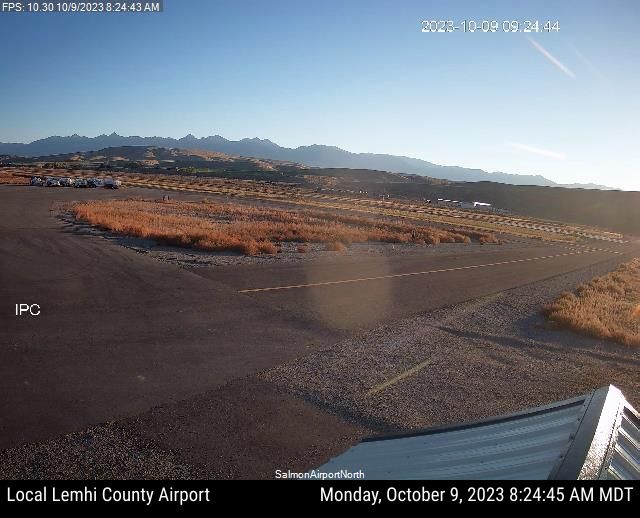 FPS: 10.30 10/9/2023 8:24:43 AM
2023-10-09 09:24:44
IPC
SalmonAirportNorth
Local Lemhi County Airport
Monday, October 9, 2023 8:24:45 AM MDT